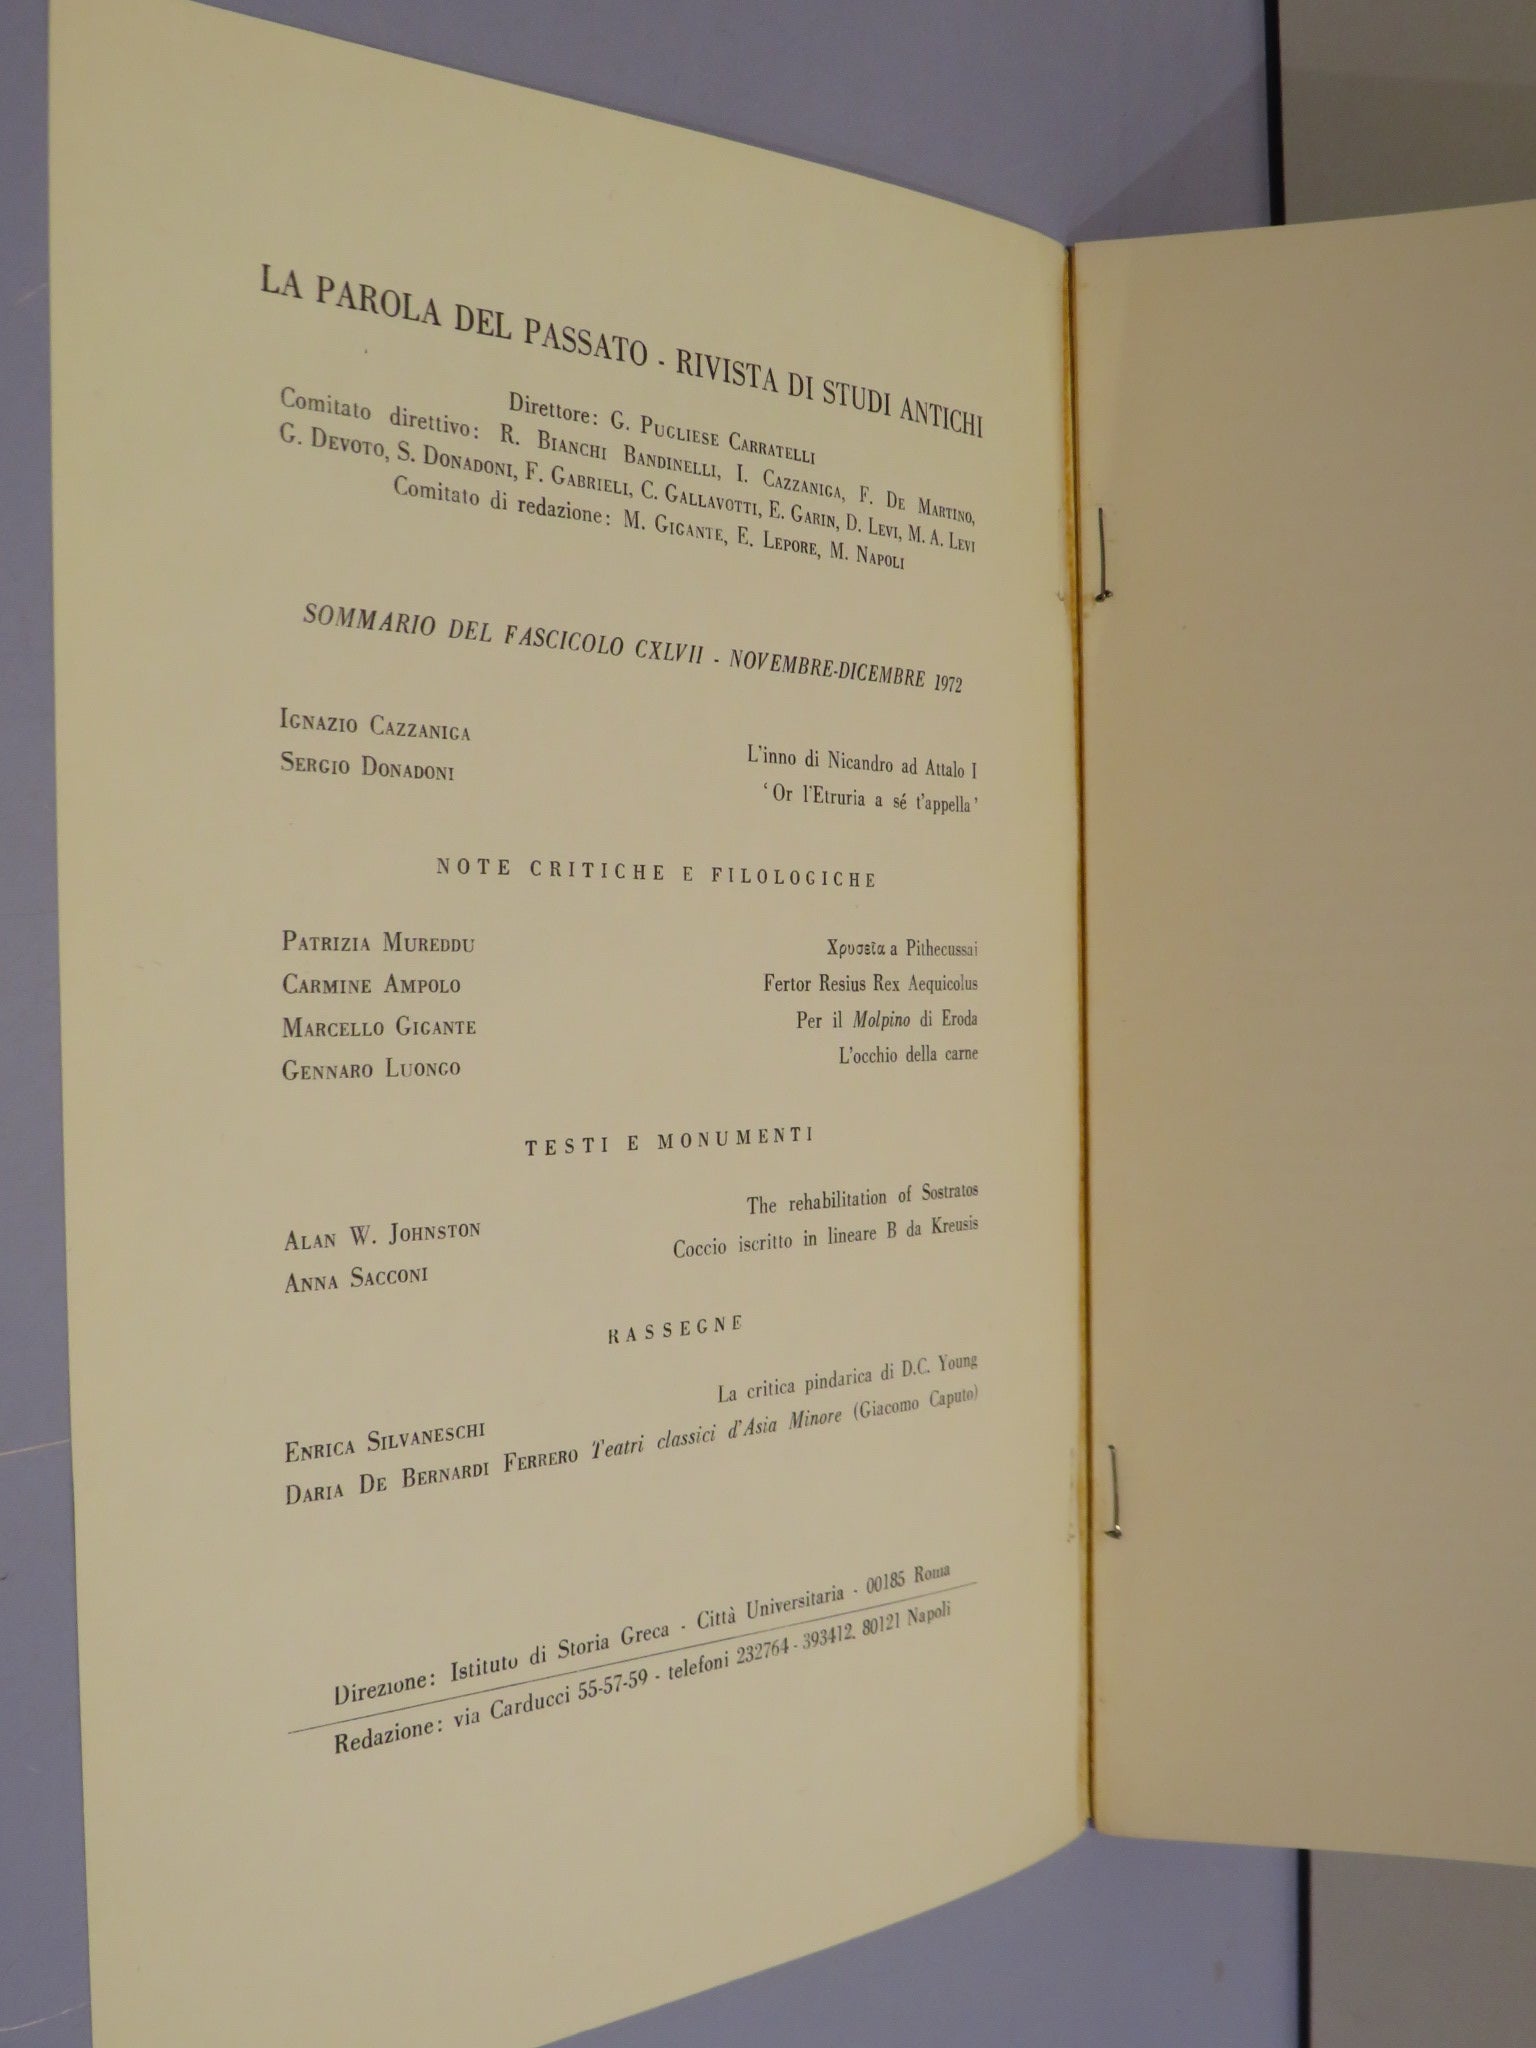 LA PAROLA DEL PASSATO - RIVISTA DI STUDI ANTICHI
Direttore: G. PUGLIESE CARRATELLI
Comitato direttivo: R. BIANCHI BANDINELLI, I. CAZZANIGA, F. DE MARTINO,
G. DEVOTO, S. DONADONI, F. GABRIELI, C. GALLAVOTTI, E. GARIN, D. LEVI, M. A. LEVI
Comitato di redazione: M. GIGANTE, E. LEPORE, M. NAPOLI
SOMMARIO DEL FASCICOLO CXLVII - NOVEMBRE-DICEMBRE 1972
IGNAZIO CAZZANIGA L'inno di Nicandro ad Attalo I
SERGIO DONADONI 'Or l'Etruria a sé t'appella'
NOTE CRITICHE E FILOLOGICHE
PATRIZIA MUREDDU Χρυσεῖα a Pithecussai
CARMINE AMPOLO Fertor Resius Rex Aequicolus
MARCELLO GIGANTE Per il Molpino di Eroda
GENNARO LUONGO L'occhio della carne
TESTI E MONUMENTI
ALAN W. JOHNSTON The rehabilitation of Sostratos
ANNA SACCONI Coccio iscritto in lineare B da Kreusis
RASSEGNE
ENRICA SILVANESCHI La critica pindarica di D.C. Young
DARIA DE BERNARDI FERRERO Teatri classici d'Asia Minore (Giacomo Caputo)
Direzione: Istituto di Storia Greca - Città Universitaria - 00185 Roma
Redazione: via Carducci 55-57-59 - telefoni 232764 - 393412. 80121 Napoli